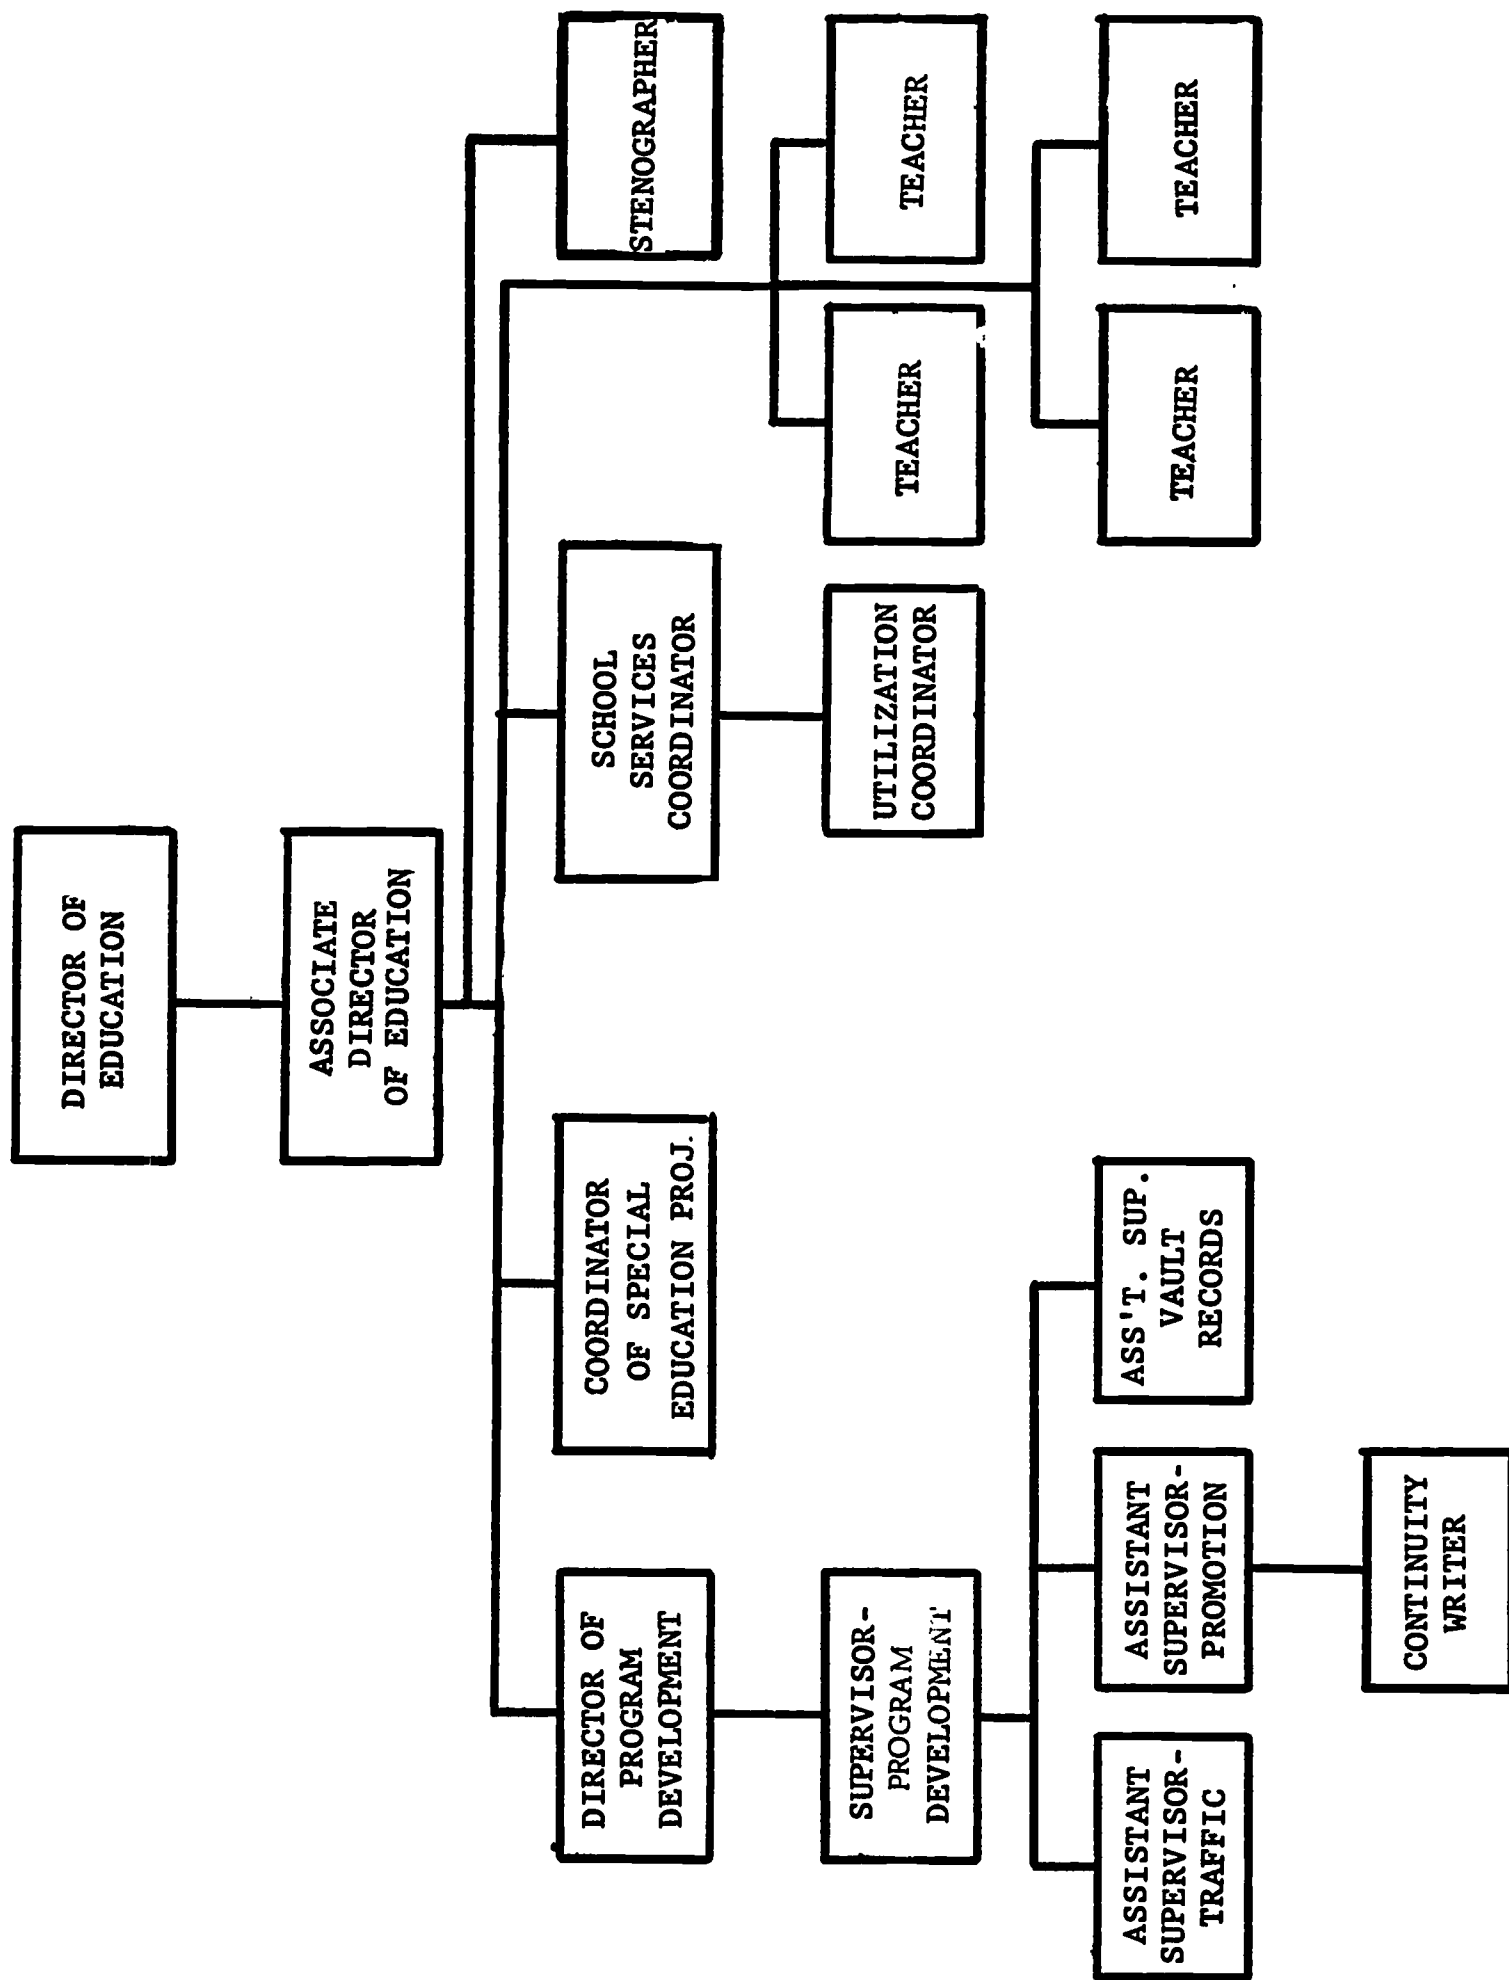 DIRECTOR OF
EDUCATION
ASSOCIATE
DIRECTOR
OF EDUCATION
DIRECTOR OF
PROGRAM
DEVELOPMENT
COORDINATOR
OF SPECIAL
EDUCATION PROJ.
SCHOOL
SERVICES
COORDINATOR
STENOGRAPHER
SUPERVISOR-
PROGRAM
DEVELOPMENT
UTILIZATION
COORDINATOR
TEACHER
TEACHER
ASSISTANT
SUPERVISOR-
TRAFFIC
ASSISTANT
SUPERVISOR-
PROMOTION
ASS'T. SUP.
VAULT
RECORDS
TEACHER
TEACHER
CONTINUITY
WRITER